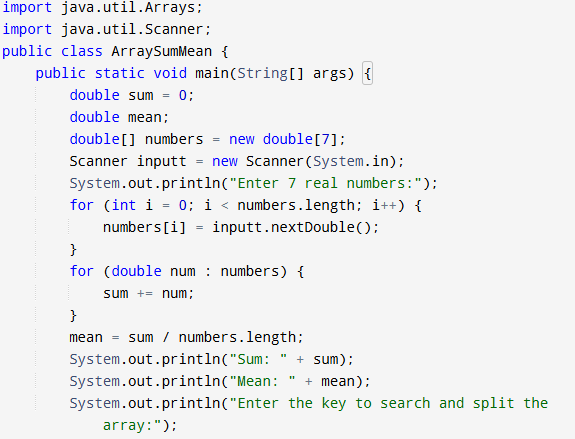 import java.util.Arrays;
import java.util.Scanner;
public class ArraySumMean {
    public static void main(String[] args) {
        double sum = 0;
        double mean;
        double[] numbers = new double[7];
        Scanner inputt = new Scanner(System.in);
        System.out.println("Enter 7 real numbers:");
        for (int i = 0; i < numbers.length; i++) {
            numbers[i] = inputt.nextDouble();
        }
        for (double num : numbers) {
            sum += num;
        }
        mean = sum / numbers.length;
        System.out.println("Sum: " + sum);
        System.out.println("Mean: " + mean);
        System.out.println("Enter the key to search and split the
            array:");